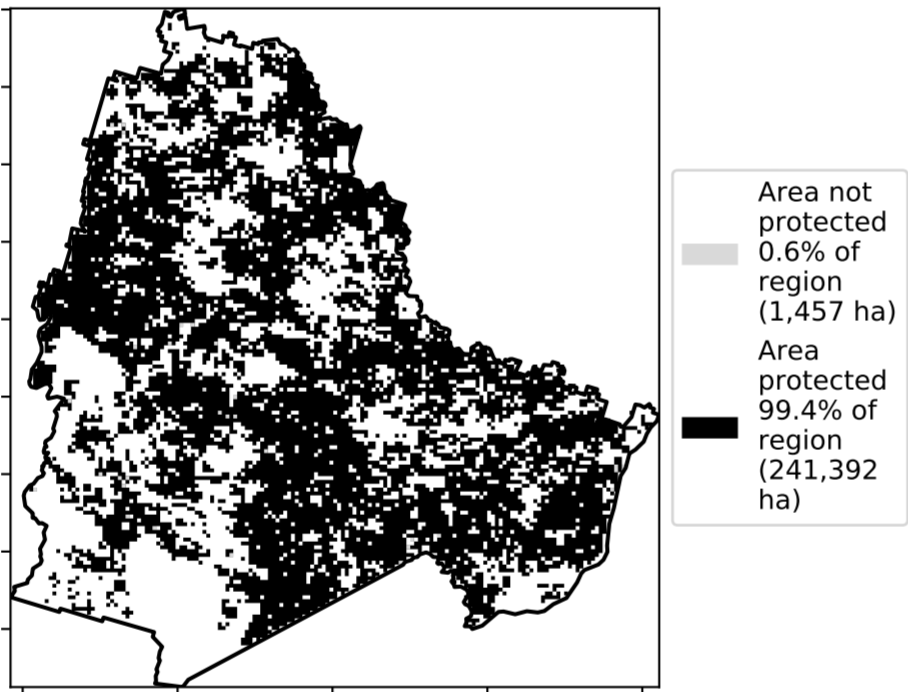 Area not
protected
0.6% of
region
(1,457 ha)
Area
protected
99.4% of
region
(241,392
ha)